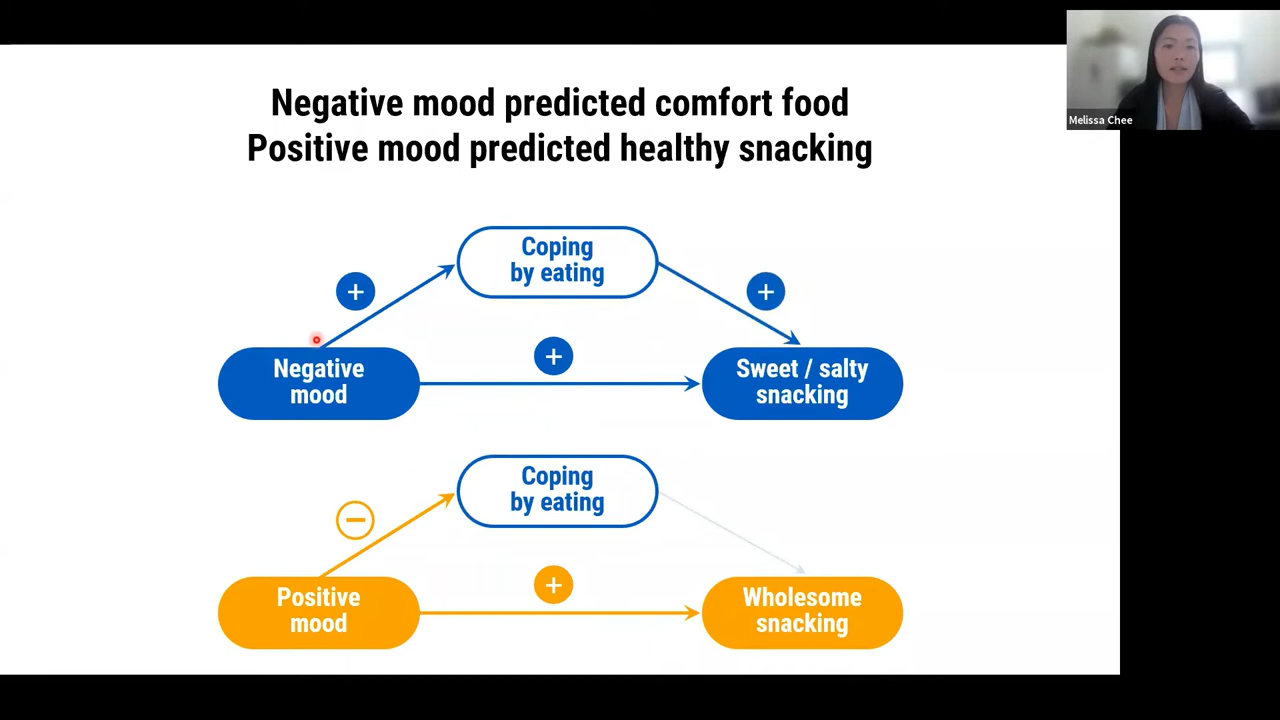 Negative mood predicted comfort food
Positive mood predicted healthy snacking
Melissa Chee
Coping
by eating
+
+
Negative
mood
+
Sweet / salty
snacking
Coping
by eating
−
Positive
mood
+
Wholesome
snacking